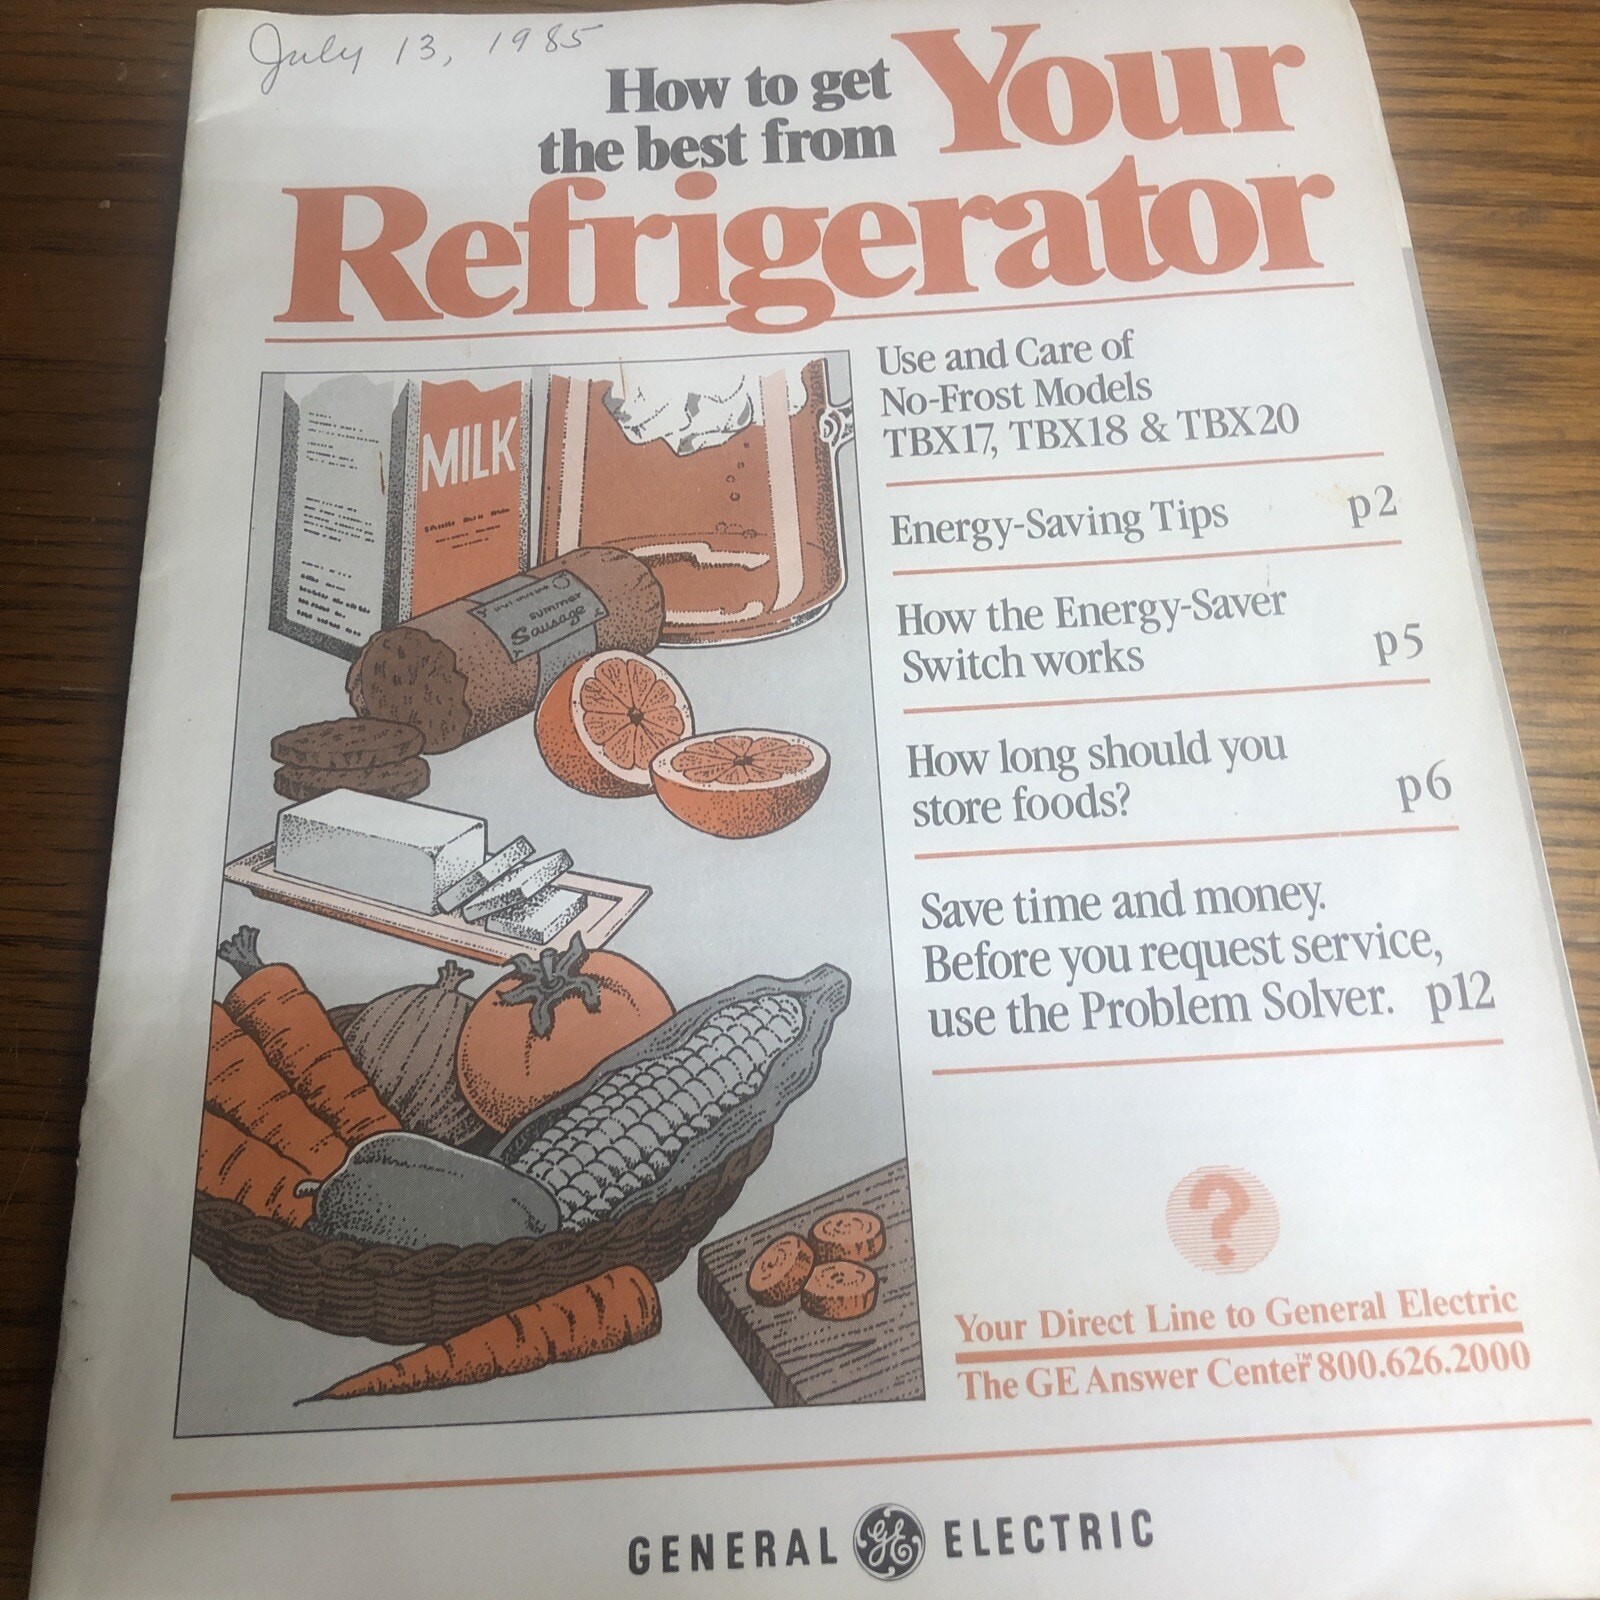 July 13, 1985
How to get
the best from
Your
Refrigerator
MILK
summer
Sausage
Use and Care of
No-Frost Models
TBX17, TBX18 & TBX20
Energy-Saving Tips p2
How the Energy-Saver
Switch works p5
How long should you
store foods? p6
Save time and money.
Before you request service,
use the Problem Solver. p12
?
Your Direct Line to General Electric
The GE Answer Center™ 800.626.2000
GENERAL GE ELECTRIC